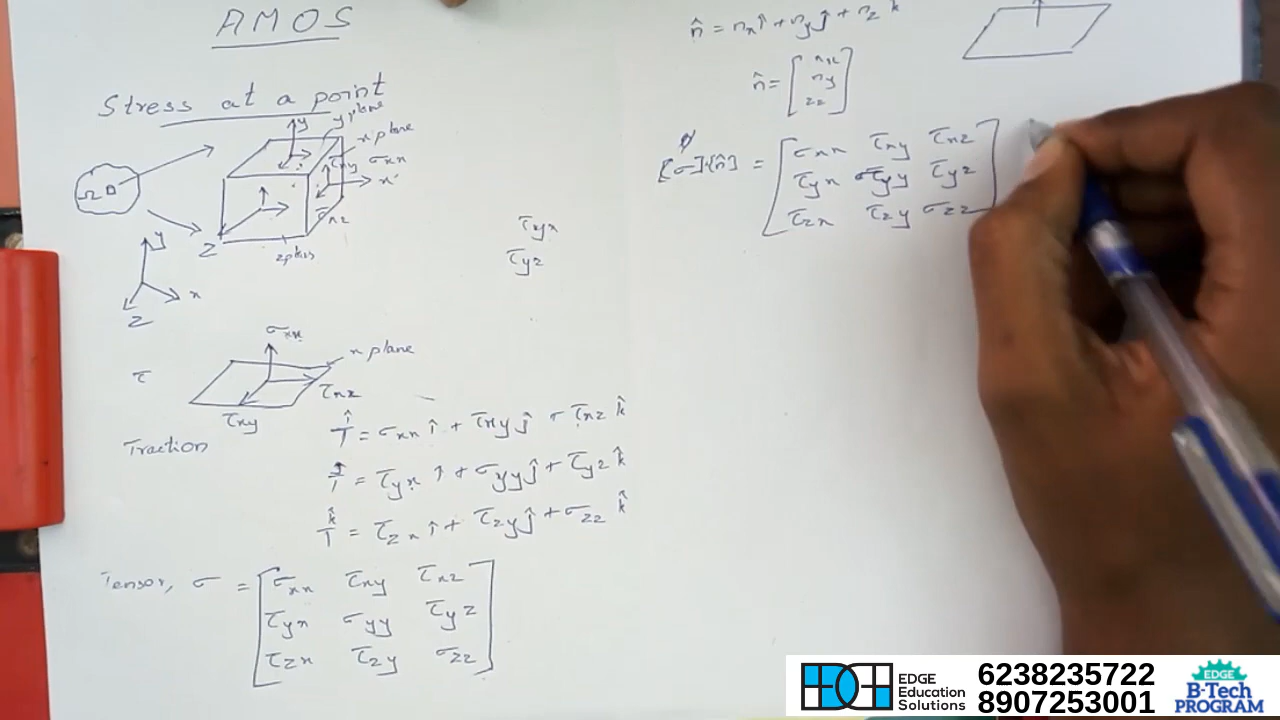 AMOS
Stress at a point
y plane
y
x plane
τxy σxx
x
τxz
Ω
Z
z plane
y
x
Z
τyx
τyz
σxx
x plane
τ
τxz
τxy
Traction
T^î = σxx î + τxy ĵ + τxz k̂
T^ĵ = τyx î + σyy ĵ + τyz k̂
T^k̂ = τzx î + τzy ĵ + σzz k̂
Tensor, σ = [ σxx τxy τxz
τyx σyy τyz
τzx τzy σzz ]
n̂ = nx î + ny ĵ + nz k̂
n̂ = [ nx
ny
zz ]
[σ]·{n̂} = [ σxx τxy τxz
τyx σyy τyz
τzx τzy σzz ]
EDGE
Education
Solutions
6238235722
8907253001
EDGE
B-Tech
PROGRAM